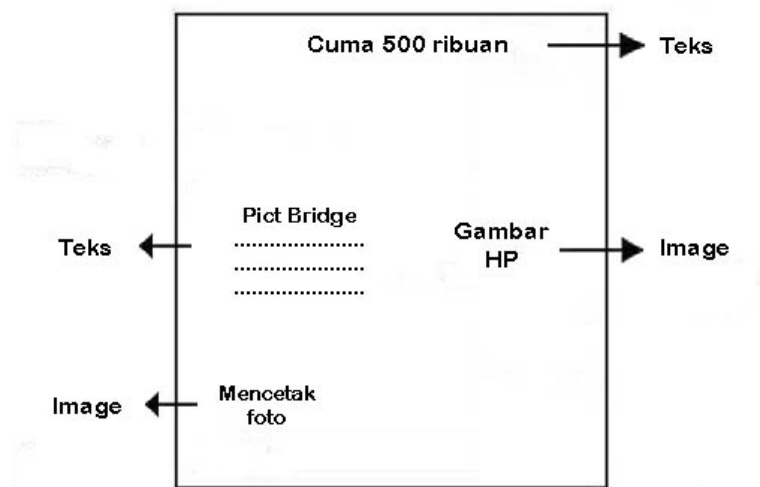 Cuma 500 ribuan
Teks
Pict Bridge
Teks
Gambar
HP
Image
Image
Mencetak
foto